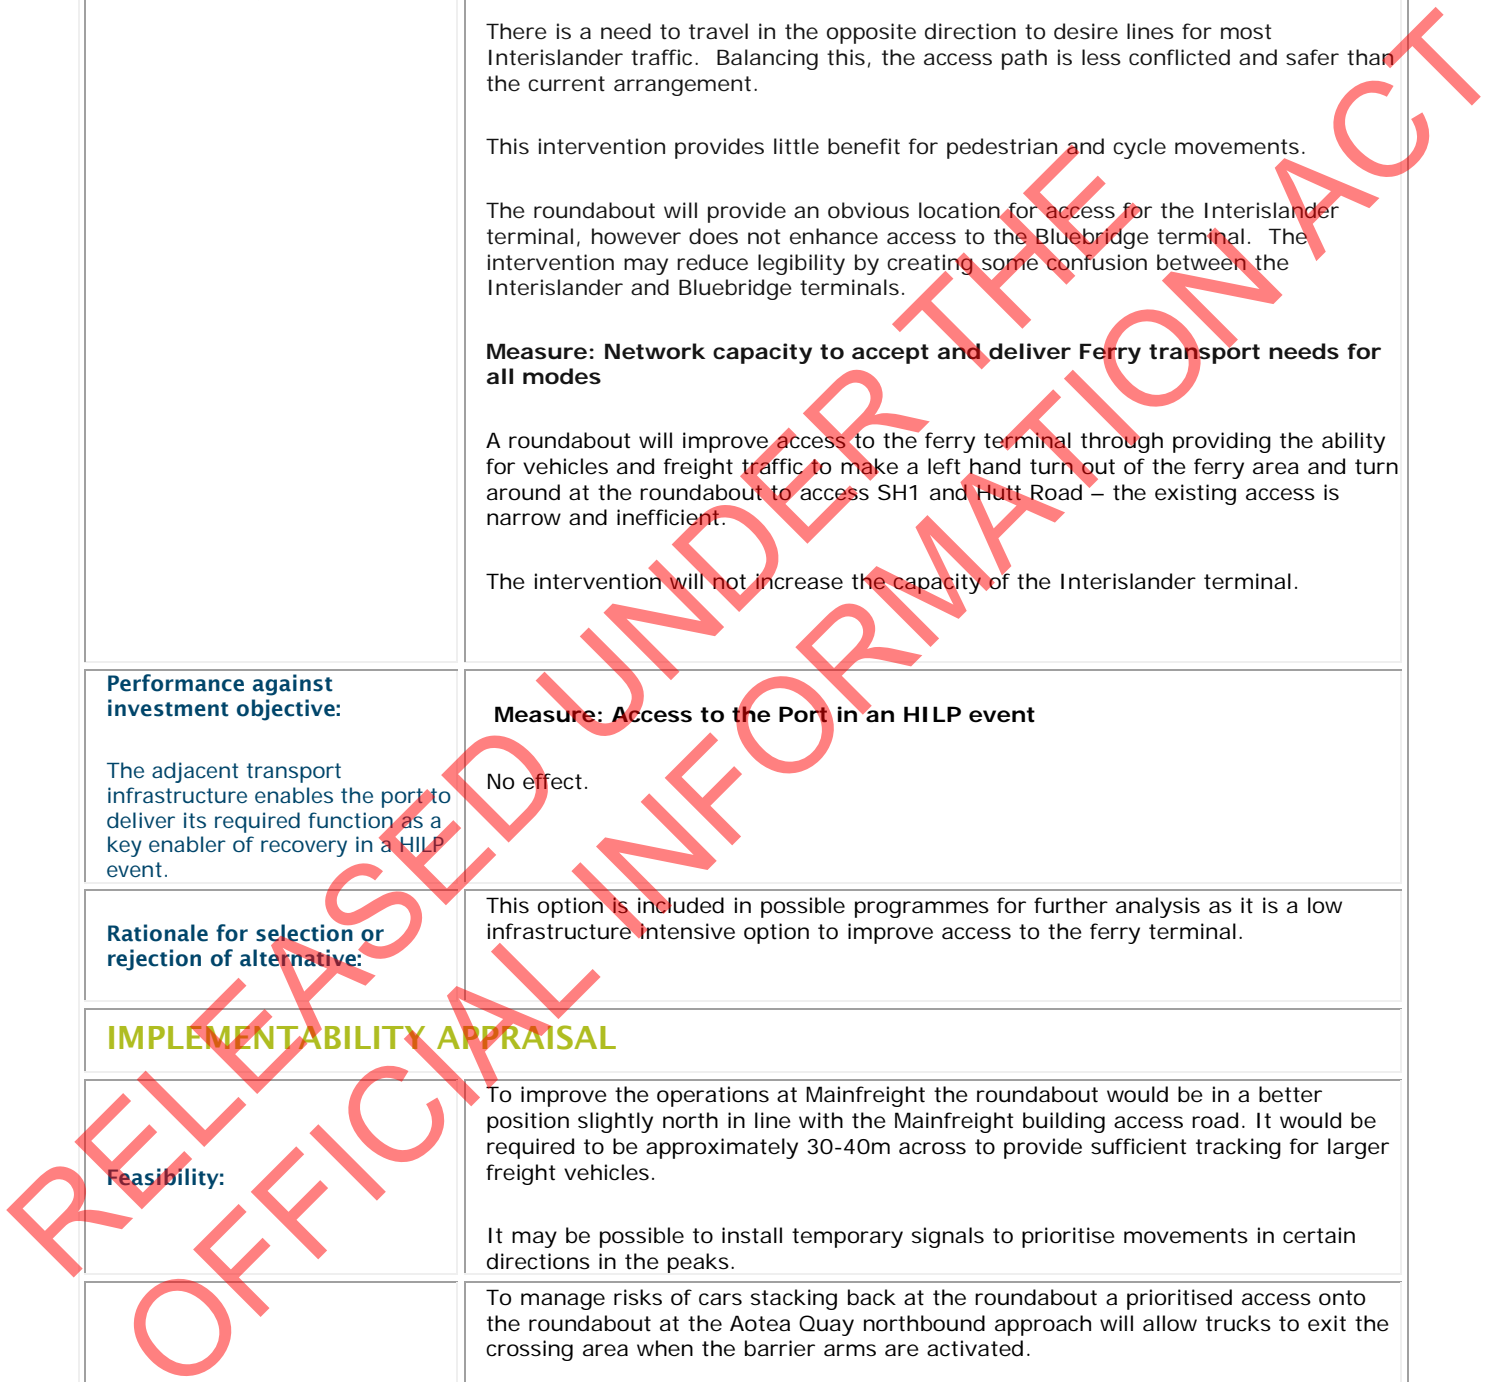 There is a need to travel in the opposite direction to desire lines for most
Interislander traffic.  Balancing this, the access path is less conflicted and safer than
the current arrangement.
This intervention provides little benefit for pedestrian and cycle movements.
The roundabout will provide an obvious location for access for the Interislander
terminal, however does not enhance access to the Bluebridge terminal.  The
intervention may reduce legibility by creating some confusion between the
Interislander and Bluebridge terminals.
Measure: Network capacity to accept and deliver Ferry transport needs for
all modes
A roundabout will improve access to the ferry terminal through providing the ability
for vehicles and freight traffic to make a left hand turn out of the ferry area and turn
around at the roundabout to access SH1 and Hutt Road – the existing access is
narrow and inefficient.
The intervention will not increase the capacity of the Interislander terminal.
Performance against
investment objective:
The adjacent transport
infrastructure enables the port to
deliver its required function as a
key enabler of recovery in a HILP
event.
Measure: Access to the Port in an HILP event
No effect.
Rationale for selection or
rejection of alternative:
This option is included in possible programmes for further analysis as it is a low
infrastructure intensive option to improve access to the ferry terminal.
IMPLEMENTABILITY APPRAISAL
Feasibility:
To improve the operations at Mainfreight the roundabout would be in a better
position slightly north in line with the Mainfreight building access road. It would be
required to be approximately 30-40m across to provide sufficient tracking for larger
freight vehicles.
It may be possible to install temporary signals to prioritise movements in certain
directions in the peaks.
To manage risks of cars stacking back at the roundabout a prioritised access onto
the roundabout at the Aotea Quay northbound approach will allow trucks to exit the
crossing area when the barrier arms are activated.
RELEASED UNDER THE
OFFICIAL INFORMATION ACT